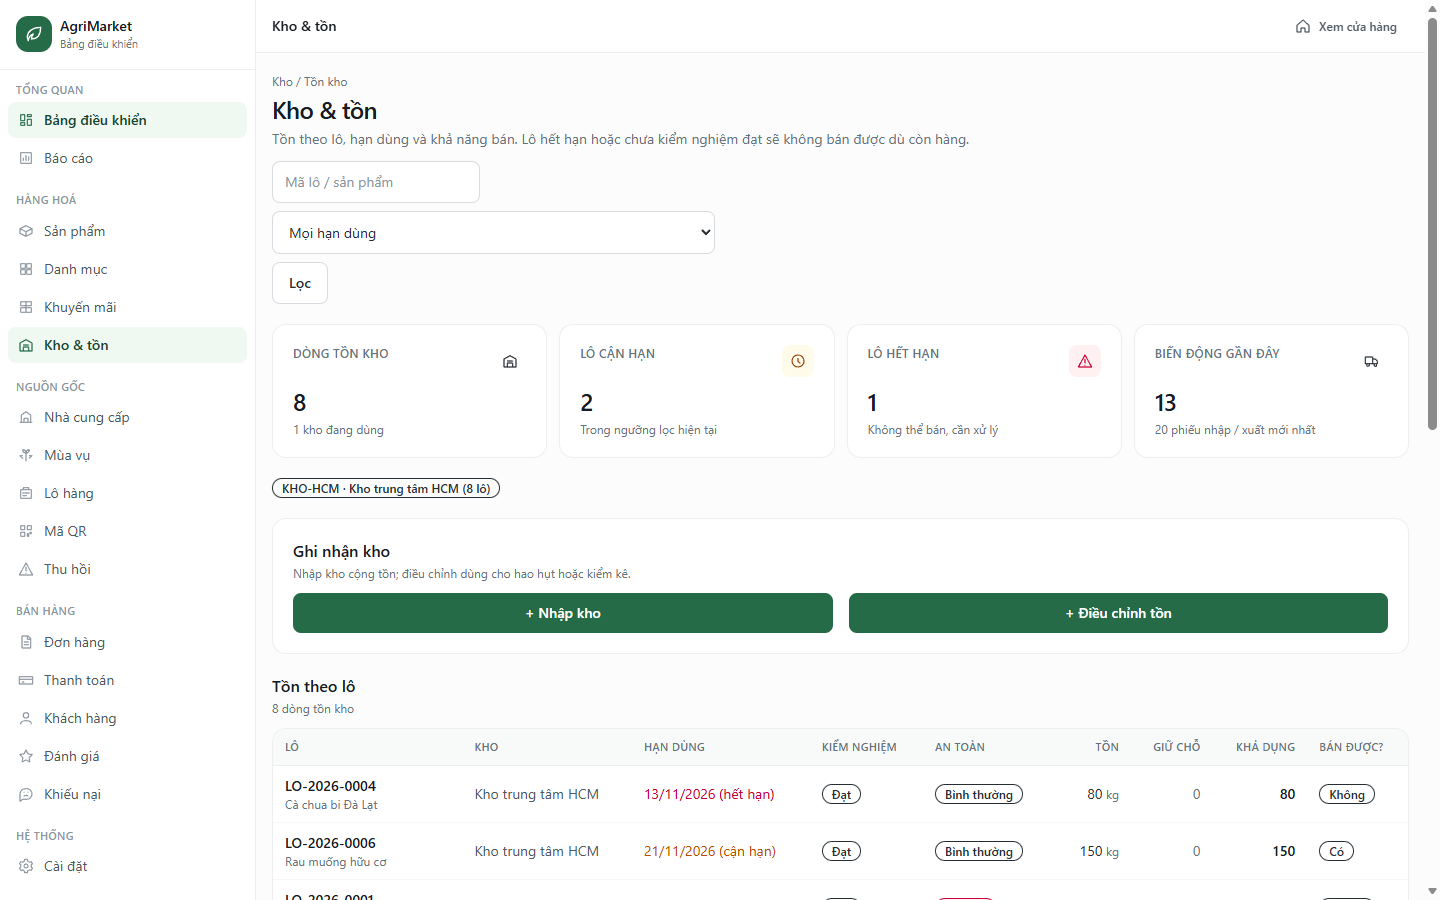 AgriMarket
Bảng điều khiển
TỔNG QUAN
Bảng điều khiển
Báo cáo
HÀNG HOÁ
Sản phẩm
Danh mục
Khuyến mãi
Kho & tồn
NGUỒN GỐC
Nhà cung cấp
Mùa vụ
Lô hàng
Mã QR
Thu hồi
BÁN HÀNG
Đơn hàng
Thanh toán
Khách hàng
Đánh giá
Khiếu nại
HỆ THỐNG
Cài đặt
Kho & tồn
Xem cửa hàng
Kho / Tồn kho
Kho & tồn
Tồn theo lô, hạn dùng và khả năng bán. Lô hết hạn hoặc chưa kiểm nghiệm đạt sẽ không bán được dù còn hàng.
Mã lô / sản phẩm
Mọi hạn dùng
Lọc
DÒNG TỒN KHO
8
1 kho đang dùng
LÔ CẬN HẠN
2
Trong ngưỡng lọc hiện tại
LÔ HẾT HẠN
1
Không thể bán, cần xử lý
BIẾN ĐỘNG GẦN ĐÂY
13
20 phiếu nhập / xuất mới nhất
KHO-HCM · Kho trung tâm HCM (8 lô)
Ghi nhận kho
Nhập kho cộng tồn; điều chỉnh dùng cho hao hụt hoặc kiểm kê.
+ Nhập kho
+ Điều chỉnh tồn
Tồn theo lô
8 dòng tồn kho
LÔ KHO HẠN DÙNG KIỂM NGHIỆM AN TOÀN TỒN GIỮ CHỖ KHẢ DỤNG BÁN ĐƯỢC?
LO-2026-0004 Kho trung tâm HCM 13/11/2026 (hết hạn) Đạt Bình thường 80 kg 0 80 Không
Cà chua bi Đà Lạt
LO-2026-0006 Kho trung tâm HCM 21/11/2026 (cận hạn) Đạt Bình thường 150 kg 0 150 Có
Rau muống hữu cơ
LO-2026-0001